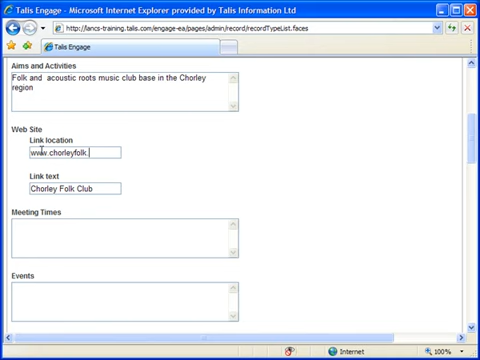 Talis Engage - Microsoft Internet Explorer provided by Talis Information Ltd
http://lancs-training.talis.com/engage-ea/pages/admin/record/recordTypeList.faces
Talis Engage
Aims and Activities
Folk and acoustic roots music club base in the Chorley
region
Web Site
Link location
www.chorleyfolk.
Link text
Chorley Folk Club
Meeting Times
Events
Internet
100%